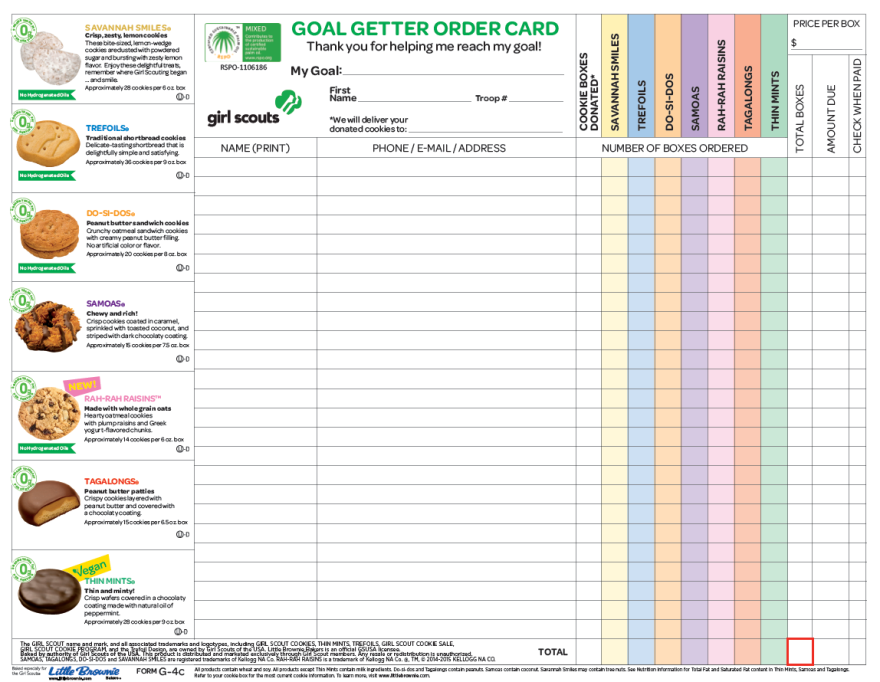 SAVANNAH SMILES®
Crisp, zesty, lemon cookies
These bite-sized, lemon-wedge
cookies are dusted with powdered
sugar and bursting with zesty lemon
flavor. Enjoy these delightful treats,
remember where Girl Scouting began
... and smile.
Approximately 28 cookies per 6 oz. box
No Hydrogenated Oils
U-D
TREFOILS®
Traditional shortbread cookies
Delicate-tasting shortbread that is
delightfully simple and satisfying.
Approximately 36 cookies per 9 oz. box
No Hydrogenated Oils
U-D
DO-SI-DOS®
Peanut butter sandwich cookies
Crunchy oatmeal sandwich cookies
with creamy peanut butter filling.
No artificial color or flavor.
Approximately 20 cookies per 8 oz. box
No Hydrogenated Oils
U-D
SAMOAS®
Chewy and rich!
Crisp cookies coated in caramel,
sprinkled with toasted coconut, and
striped with dark chocolaty coating.
Approximately 15 cookies per 7.5 oz. box
U-D
NEW!
RAH-RAH RAISINS™
Made with whole grain oats
Hearty oatmeal cookies
with plump raisins and Greek
yogurt-flavored chunks.
Approximately 14 cookies per 6 oz. box
No Hydrogenated Oils
U-D
TAGALONGS®
Peanut butter patties
Crispy cookies layered with
peanut butter and covered with
a chocolaty coating.
Approximately 15 cookies per 6.5 oz. box
U-D
*Vegan
THIN MINTS®
Thin and minty!
Crisp wafers covered in a chocolaty
coating made with natural oil of
peppermint.
Approximately 28 cookies per 9 oz. box
U-D
MIXED
RSPO
RSPO-1106186
girl scouts
GOAL GETTER ORDER CARD
Thank you for helping me reach my goal!
My Goal:
First
Name Troop #
*We will deliver your
donated cookies to:
COOKIE BOXES
DONATED*
SAVANNAH SMILES
TREFOILS
DO-SI-DOS
SAMOAS
RAH-RAH RAISINS
TAGALONGS
THIN MINTS
PRICE PER BOX
$
TOTAL BOXES
AMOUNT DUE
CHECK WHEN PAID
NAME (PRINT) PHONE / E-MAIL / ADDRESS NUMBER OF BOXES ORDERED
The GIRL SCOUT name and mark, and all associated trademarks and logotypes, including GIRL SCOUT COOKIES, THIN MINTS, TREFOILS, GIRL SCOUT COOKIE SALE,
GIRL SCOUT COOKIE PROGRAM, and the Trefoil Design, are owned by Girl Scouts of the USA. Little Brownie Bakers is an official GSUSA licensee.
Baked by authority of Girl Scouts of the USA. This product is distributed and marketed exclusively through Girl Scout members. Any resale or redistribution is unauthorized.
SAMOAS, TAGALONGS, DO-SI-DOS and SAVANNAH SMILES are registered trademarks of Kellogg NA Co. RAH-RAH RAISINS is a trademark of Kellogg NA Co. ®, TM, © 2014-2015 KELLOGG NA CO.
TOTAL
Baked especially for
the Girl Scouts
Little Brownie
Bakers
www.littlebrownie.com
FORM G-4C
All products contain wheat and soy. All products except Thin Mints contain milk ingredients. Do-si-dos and Tagalongs contain peanuts. Samoas contain coconut. Savannah Smiles may contain tree nuts. See Nutrition Information for Total Fat and Saturated Fat content in Thin Mints, Samoas and Tagalongs.
Refer to your cookie box for the most current cookie information. To learn more, visit www.littlebrownie.com.